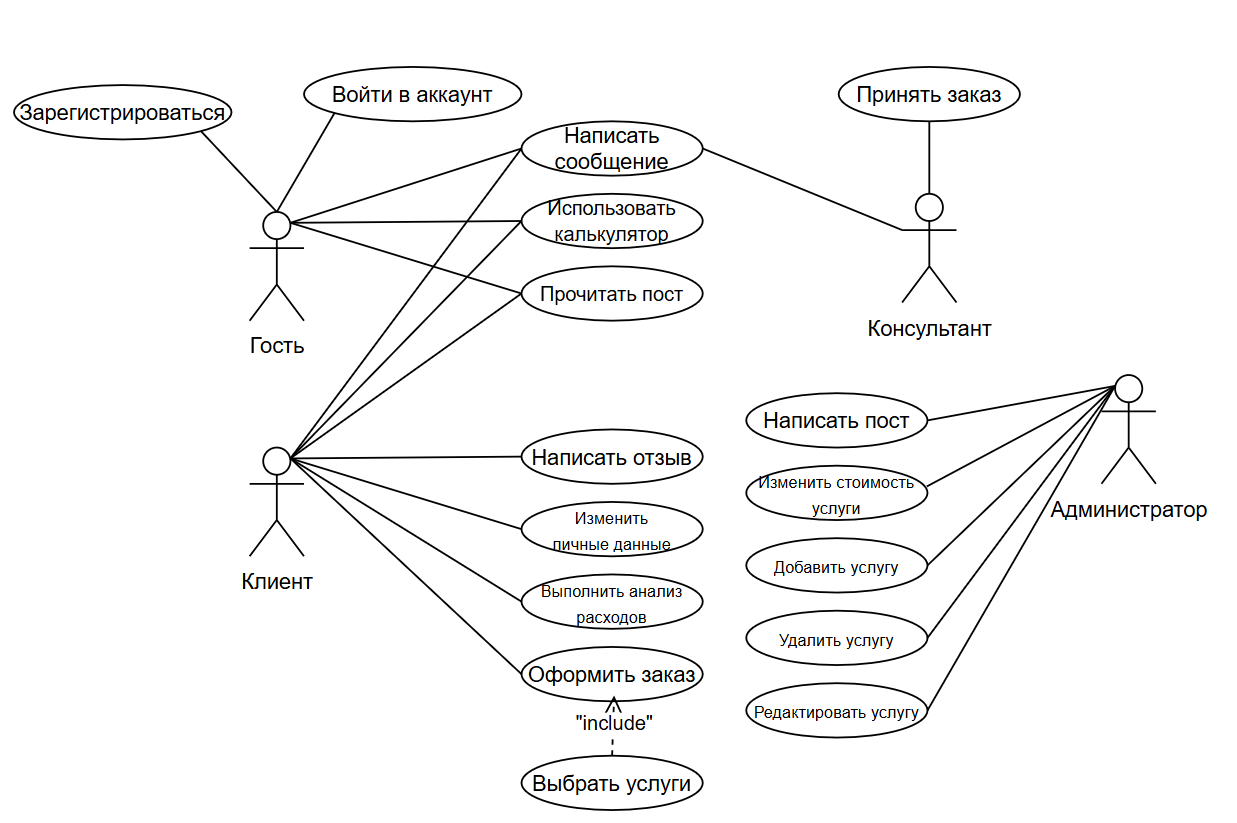 Зарегистрироваться
Войти в аккаунт
Написать
сообщение
Принять заказ
Использовать
калькулятор
Прочитать пост
Гость
Консультант
Написать пост
Написать отзыв
Изменить стоимость
услуги
Администратор
Изменить
пичные данные
Клиент
Добавить услугу
Выполнить анализ
расходов
Удалить услугу
Оформить заказ
Редактировать услугу
"include"
Выбрать услуги